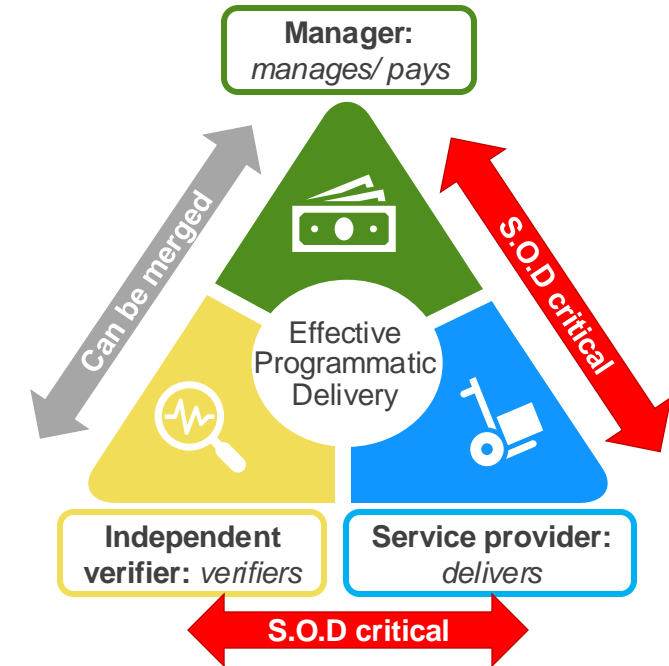 Manager:
manages/ pays
Can be merged
S.O.D critical
Effective
Programmatic
Delivery
Independent
verifier: verifiers
Service provider:
delivers
S.O.D critical